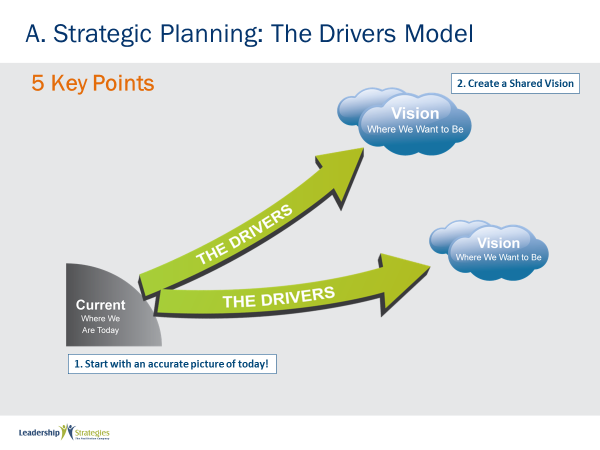 A. Strategic Planning: The Drivers Model
5 Key Points
2. Create a Shared Vision
Vision
Where We Want to Be
THE DRIVERS
Vision
Where We Want to Be
THE DRIVERS
Current
Where We
Are Today
1. Start with an accurate picture of today!
Leadership Strategies
The Facilitation Company